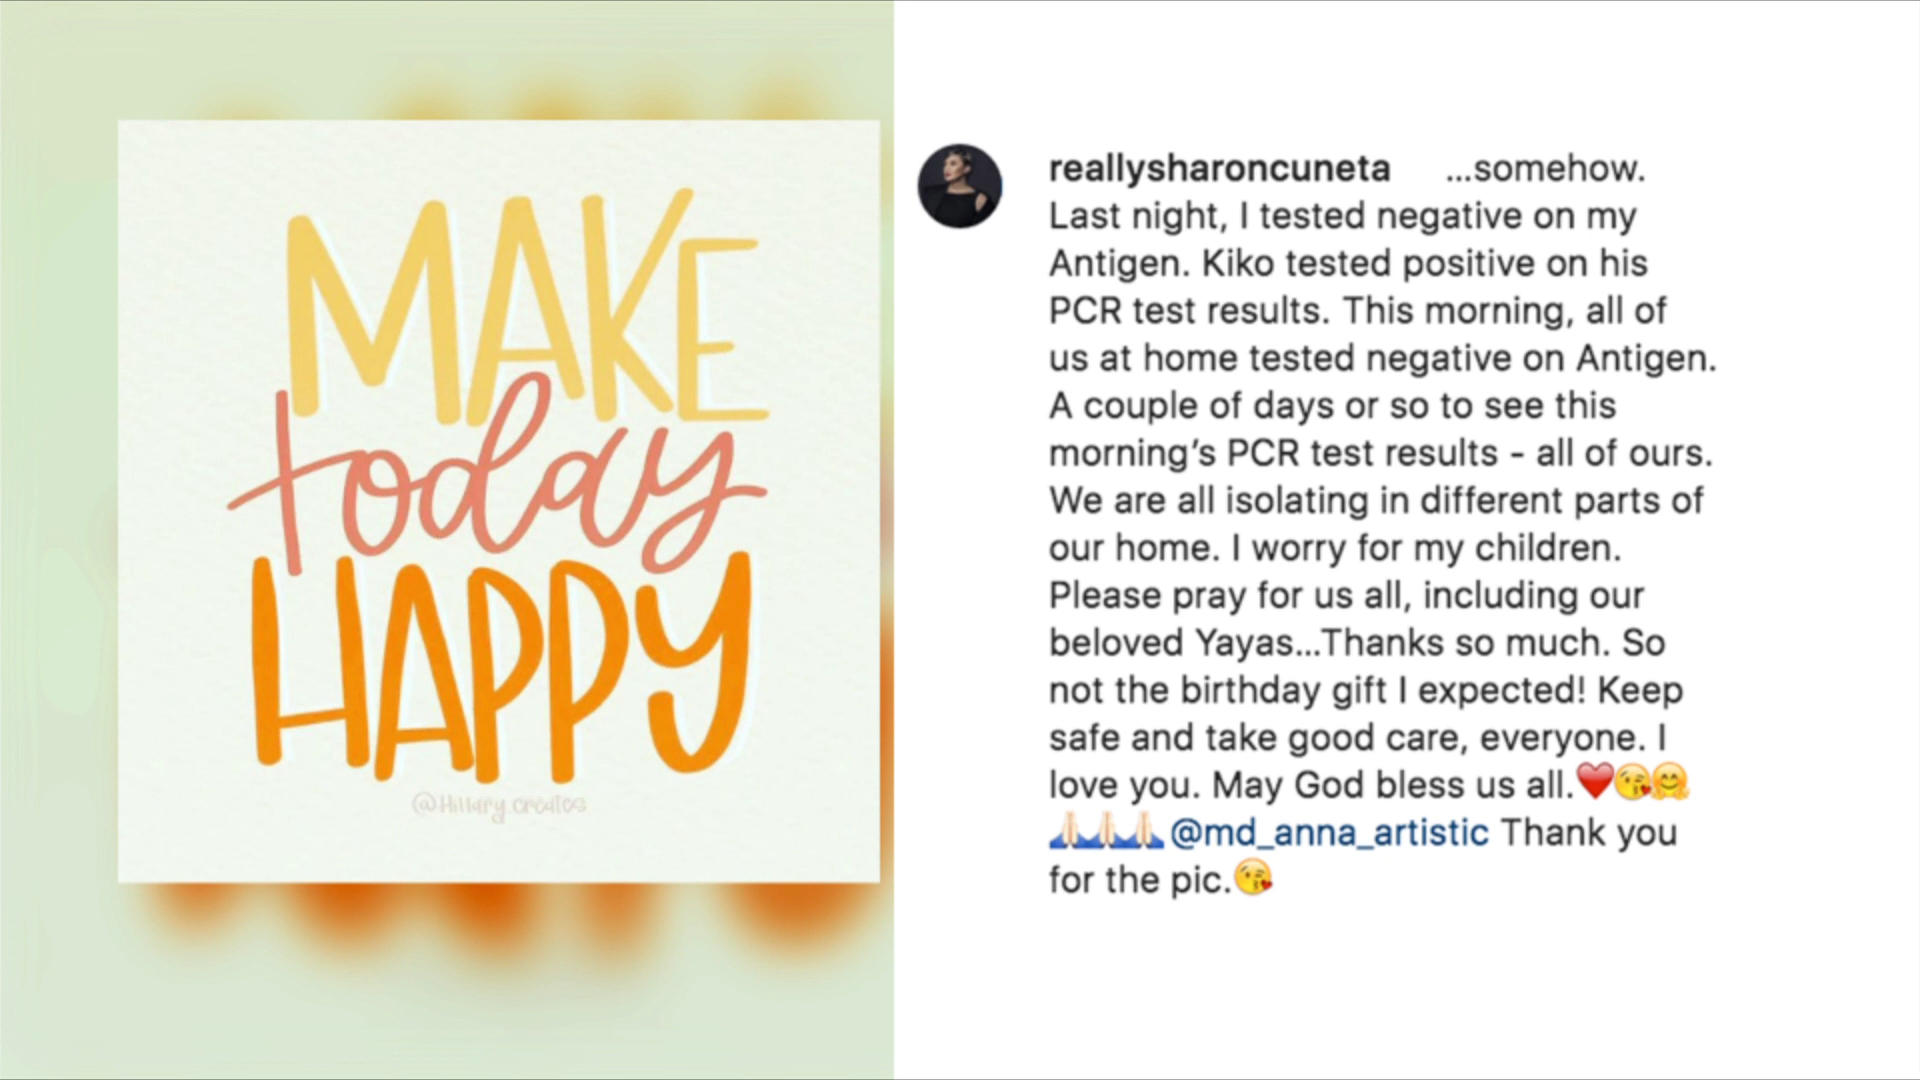 MAKE
today
HAPPY
@Hillary.creates
reallysharoncuneta ...somehow.
Last night, I tested negative on my
Antigen. Kiko tested positive on his
PCR test results. This morning, all of
us at home tested negative on Antigen.
A couple of days or so to see this
morning’s PCR test results - all of ours.
We are all isolating in different parts of
our home. I worry for my children.
Please pray for us all, including our
beloved Yayas...Thanks so much. So
not the birthday gift I expected! Keep
safe and take good care, everyone. I
love you. May God bless us all.❤️😘🤗
🙏🏻🙏🏻🙏🏻@md_anna_artistic Thank you
for the pic.😘